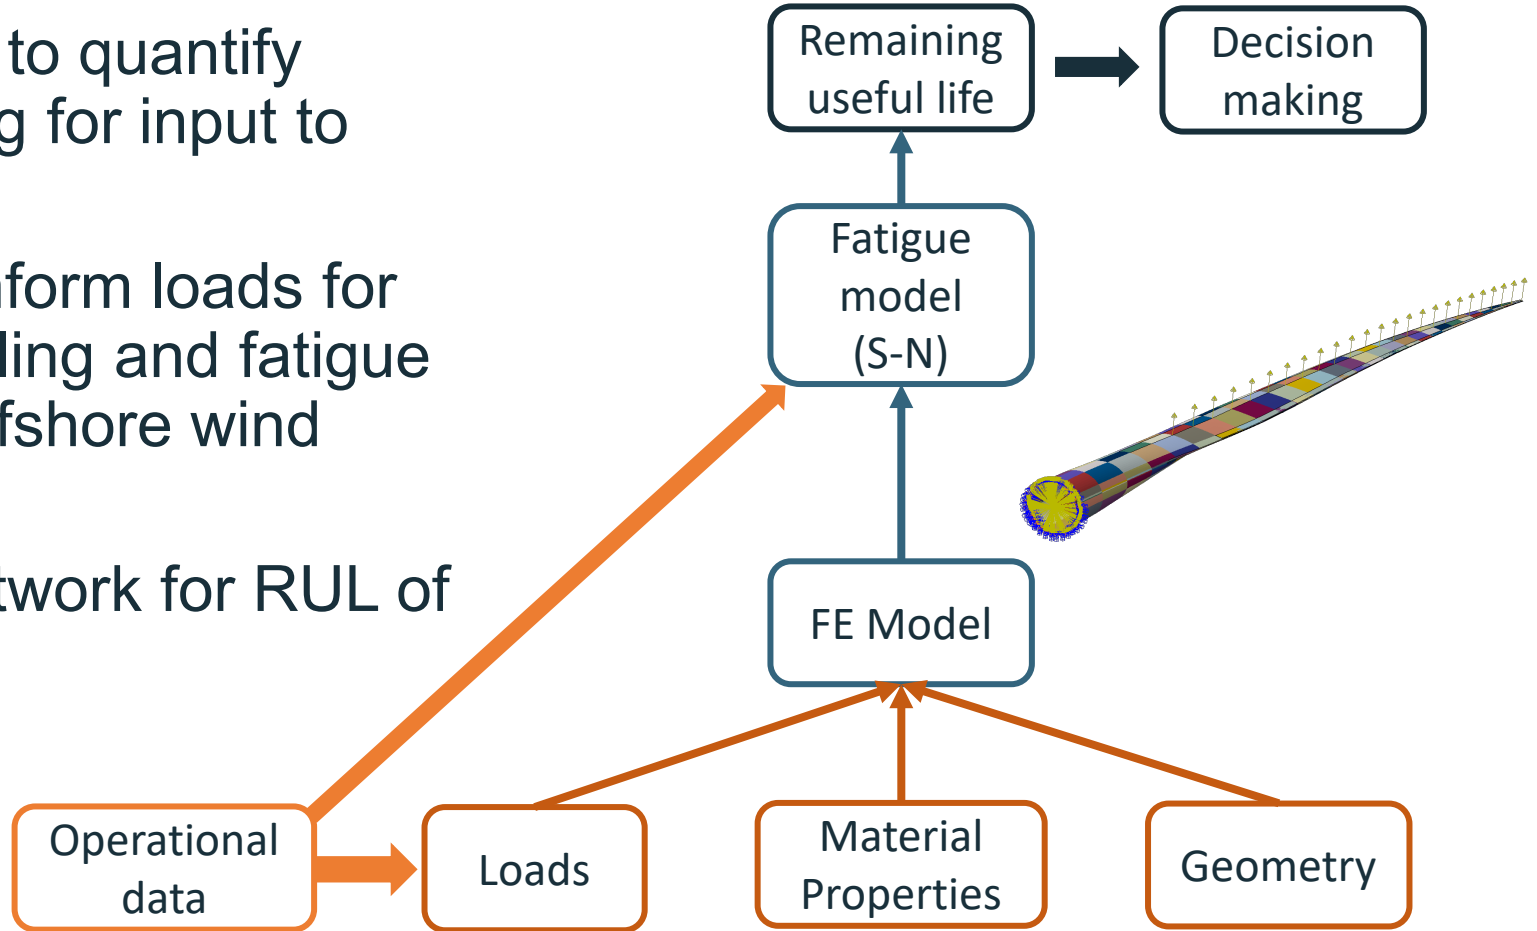 to quantify
g for input to
nform loads for
ling and fatigue
fshore wind
twork for RUL of
Remaining
useful life
Decision
making
Fatigue
model
(S-N)
FE Model
Operational
data
Loads
Material
Properties
Geometry